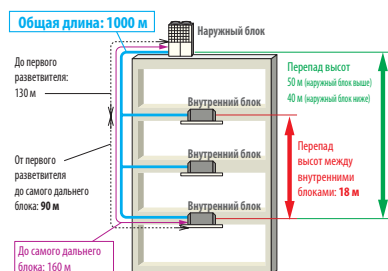 Общая длина: 1000 м
Наружный блок
До первого
разветвителя:
130 м
Перепад высот
50 м (наружный блок выше)
40 м (наружный блок ниже)
Внутренний блок
От первого
разветвителя
до самого дальнего
блока: 90 м
Внутренний блок
Перепад
высот между
внутренними
блоками: 18 м
Внутренний блок
До самого дальнего
блока: 160 м